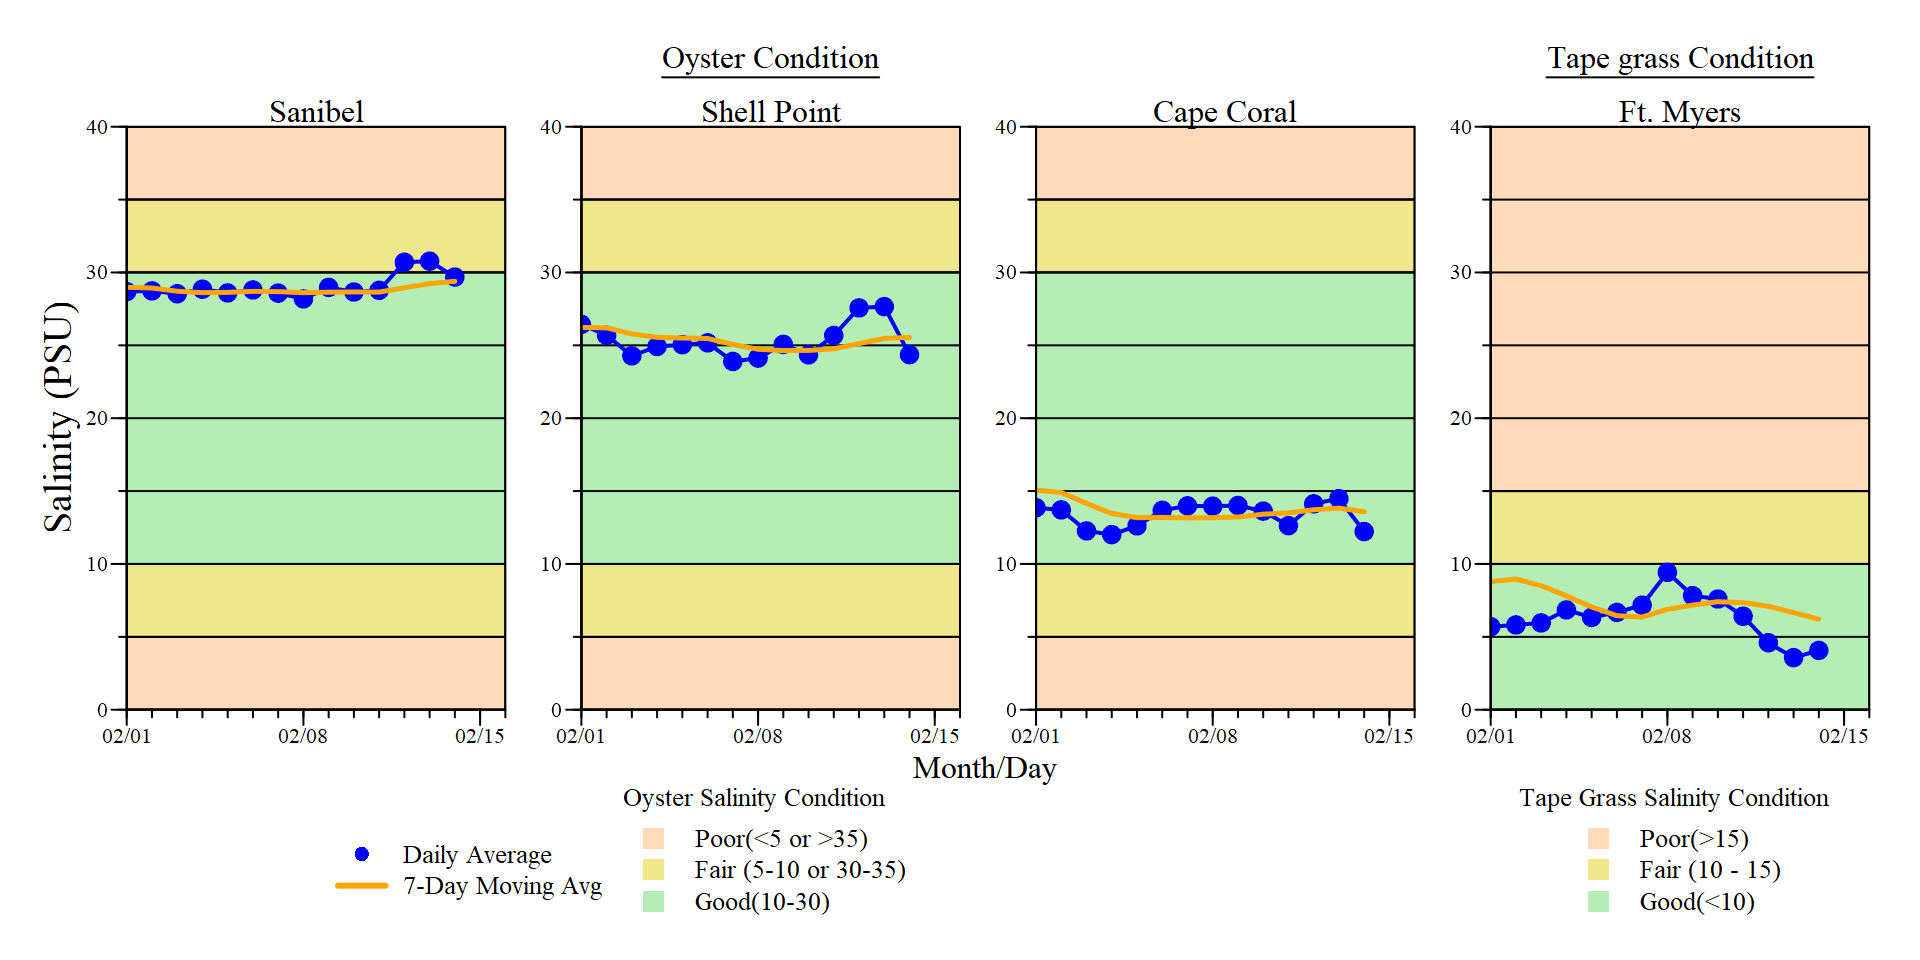 Oyster Condition
Tape grass Condition
Sanibel
Shell Point
Cape Coral
Ft. Myers
Salinity (PSU)
40
30
20
10
0
02/01
02/08
02/15
40
30
20
10
0
02/01
02/08
02/15
40
30
20
10
0
02/01
02/08
02/15
40
30
20
10
0
02/01
02/08
02/15
Month/Day
Daily Average
7-Day Moving Avg
Oyster Salinity Condition
Poor(<5 or >35)
Fair (5-10 or 30-35)
Good(10-30)
Tape Grass Salinity Condition
Poor(>15)
Fair (10 - 15)
Good(<10)